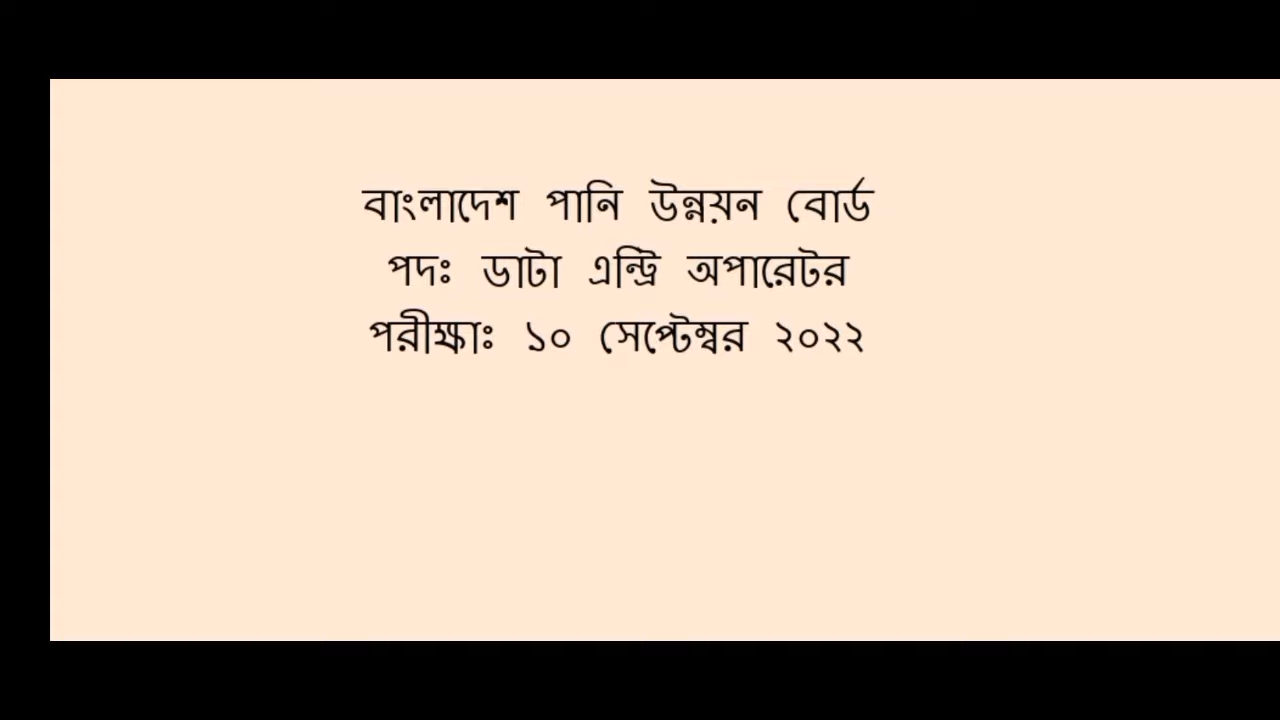 বাংলাদেশ পানি উন্নয়ন বোর্ড
পদঃ ডাটা এন্ট্রি অপারেটর
পরীক্ষাঃ ১০ সেপ্টেম্বর ২০২২